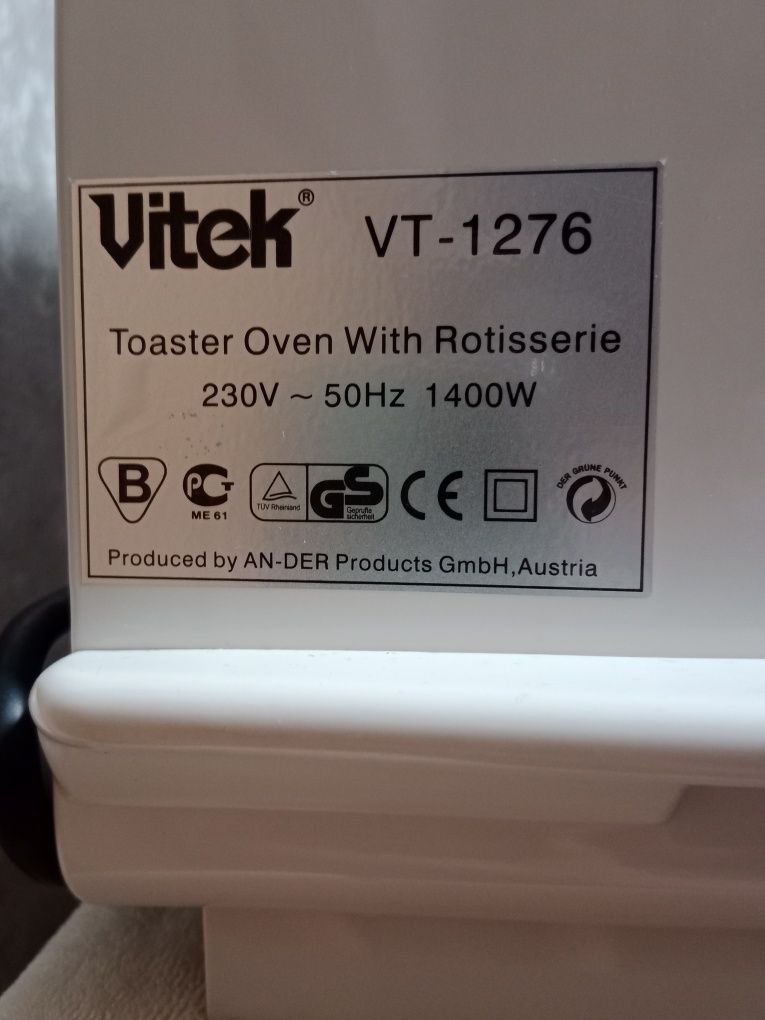 Vitek® VT-1276
Toaster Oven With Rotisserie
230V ~ 50Hz 1400W
B
РСТ
ME 61
TÜV Rheinland
GS
Geprüfte
Sicherheit
CE
DER GRÜNE PUNKT
Produced by AN-DER Products GmbH,Austria